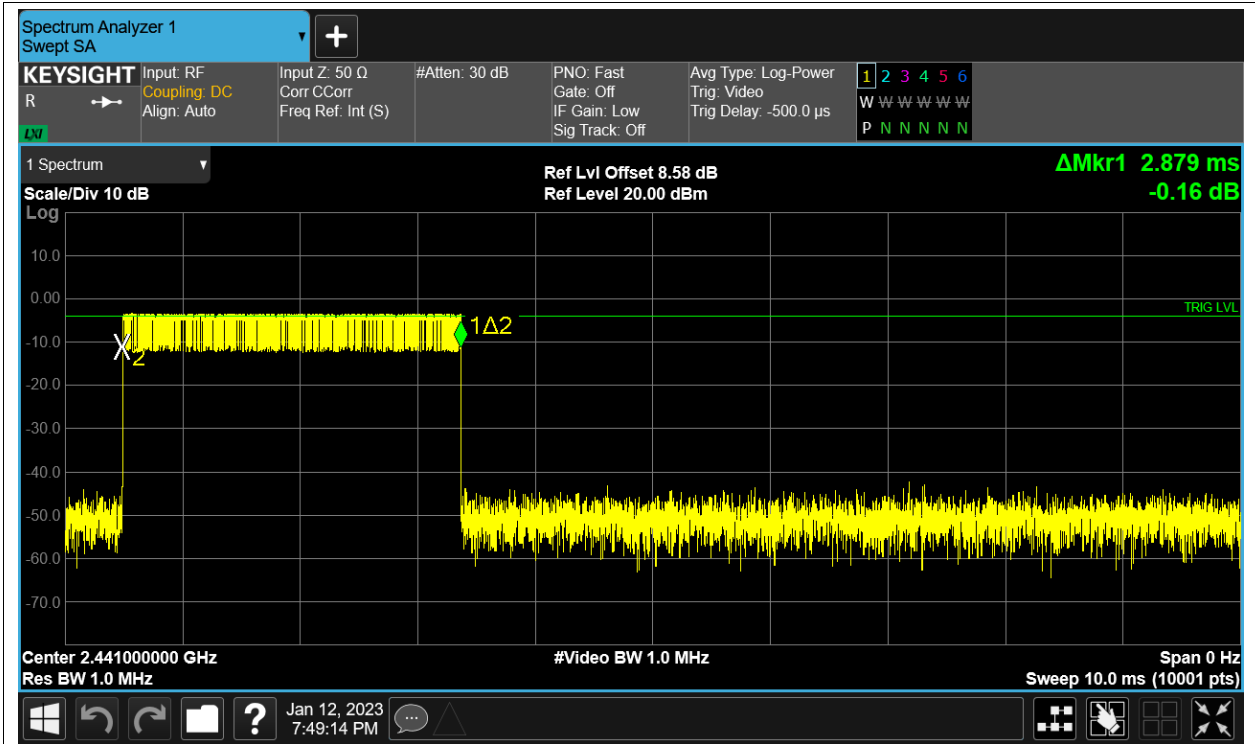 Spectrum Analyzer 1
Swept SA
KEYSIGHT
R
LXI
Input: RF
Coupling: DC
Align: Auto
Input Z: 50 Ω
Corr CCorr
Freq Ref: Int (S)
#Atten: 30 dB
PNO: Fast
Gate: Off
IF Gain: Low
Sig Track: Off
Avg Type: Log-Power
Trig: Video
Trig Delay: -500.0 µs
1 2 3 4 5 6
W W W W W W
P N N N N N
1 Spectrum
Scale/Div 10 dB
Log
Ref Lvl Offset 8.58 dB
Ref Level 20.00 dBm
ΔMkr1 2.879 ms
-0.16 dB
10.0
0.00
-10.0
-20.0
-30.0
-40.0
-50.0
-60.0
-70.0
TRIG LVL
1Δ2
2
Center 2.441000000 GHz
Res BW 1.0 MHz
#Video BW 1.0 MHz
Span 0 Hz
Sweep 10.0 ms (10001 pts)
?
Jan 12, 2023
7:49:14 PM